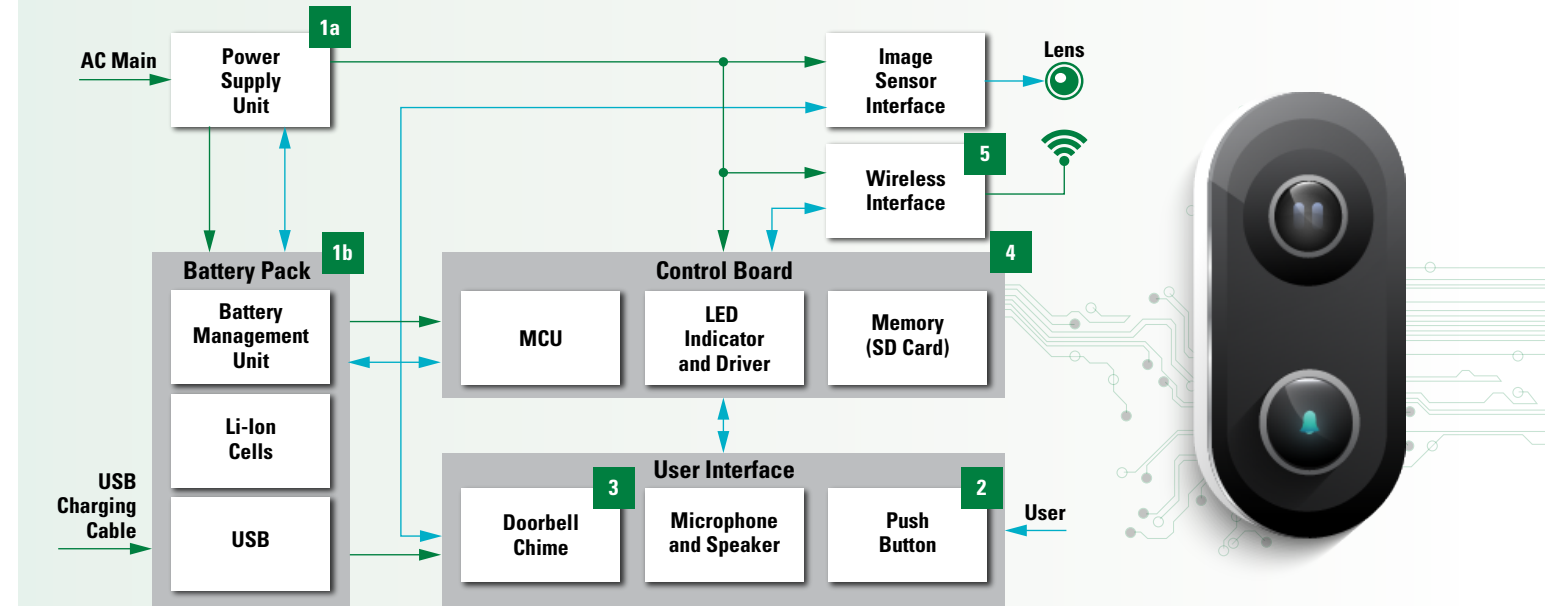 1a
AC Main
Power
Supply
Unit
Image
Sensor
Interface
Lens
5
Wireless
Interface
1b
Battery Pack
Battery
Management
Unit
Li-Ion
Cells
USB
USB
Charging
Cable
4
Control Board
MCU
LED
Indicator
and Driver
Memory
(SD Card)
User Interface
3
Doorbell
Chime
Microphone
and Speaker
2
Push
Button
User